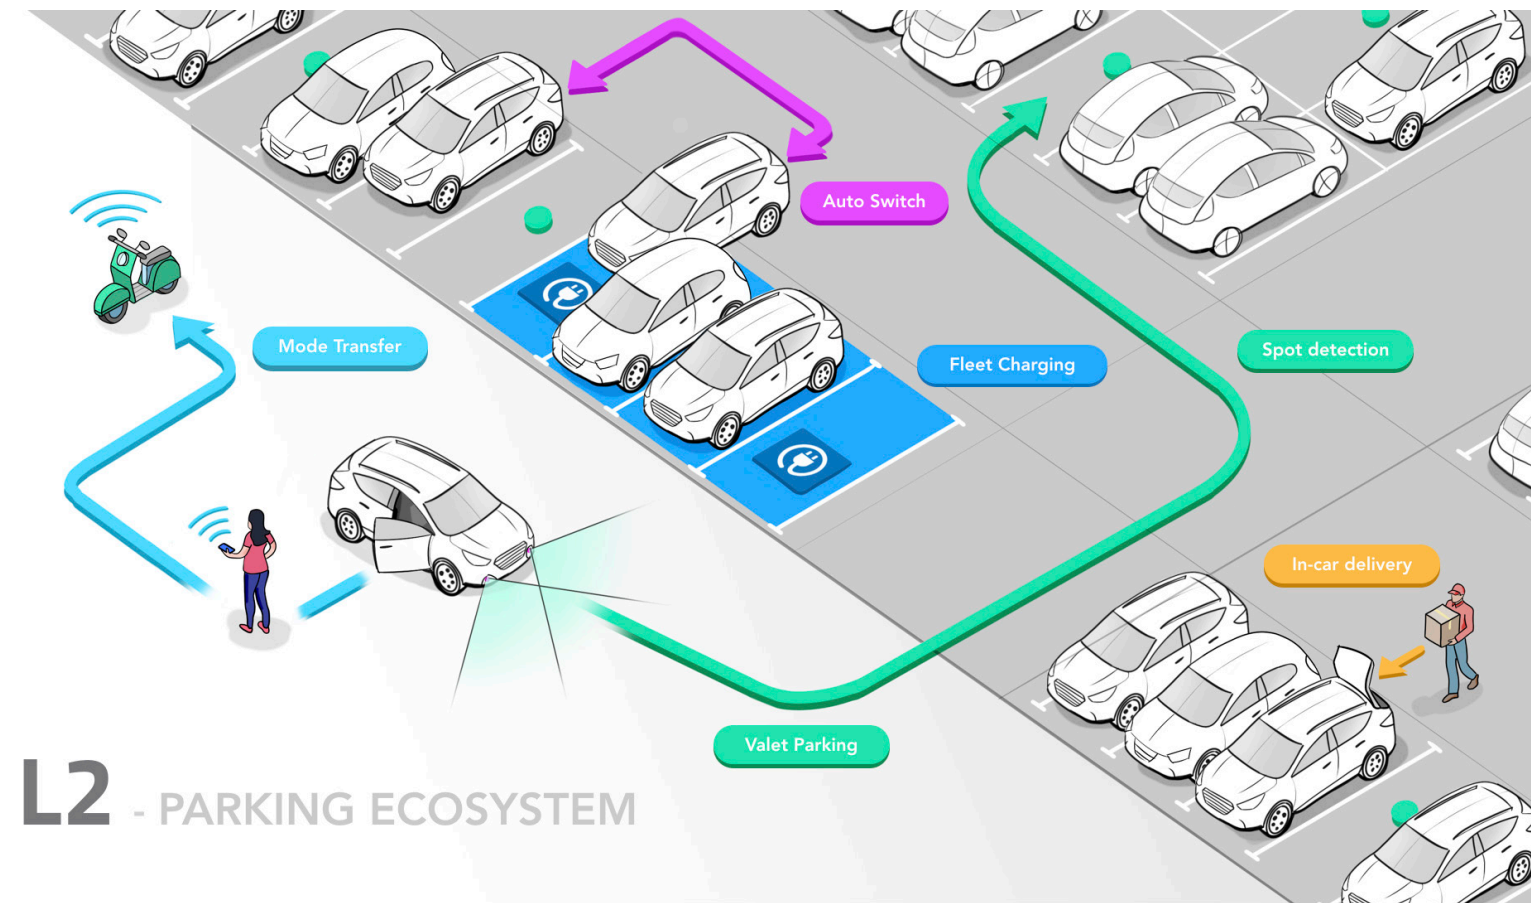 Auto Switch
Mode Transfer
Fleet Charging
Spot detection
In-car delivery
Valet Parking
L2 - PARKING ECOSYSTEM